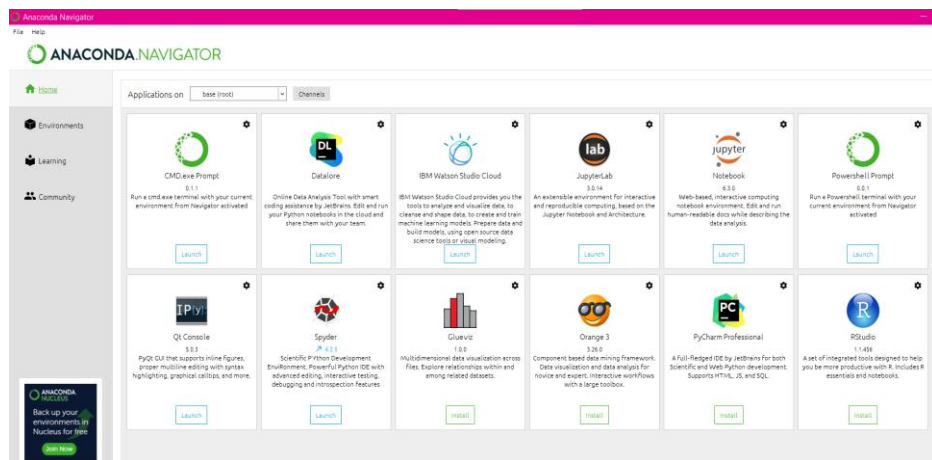 Anaconda Navigator
File Help
ANACONDA.NAVIGATOR
Home
Environments
Learning
Community
Applications on base (root) Channels
DL
CMD.exe Prompt
0.1.1
Run a cmd.exe terminal with your current
environment from Navigator activated
Launch
Datalore
Online Data Analysis Tool with smart
coding assistance by JetBrains. Edit and run
your Python notebooks in the cloud and
share them with your team.
Launch
IBM Watson Studio Cloud
IBM Watson Studio Cloud provides you the
tools to analyze and visualize data, to
cleanse and shape data, to create and train
machine learning models. Prepare data and
build models, using open source data
science tools or visual modeling.
Launch
lab
JupyterLab
3.0.14
An extensible environment for interactive
and reproducible computing, based on the
Jupyter Notebook and Architecture.
Launch
jupyter
Notebook
6.3.0
Web-based, interactive computing
notebook environment. Edit and run
human-readable docs while describing the
data analysis.
Launch
Powershell Prompt
0.0.1
Run a Powershell terminal with your
current environment from Navigator
activated
Launch
IP[y]:
Qt Console
5.0.3
PyQt GUI that supports inline figures,
proper multiline editing with syntax
highlighting, graphical calltips, and more.
Launch
Spyder
4.2.5
Scientific PYthon Development
EnviRonment. Powerful Python IDE with
advanced editing, interactive testing,
debugging and introspection features
Launch
Glueviz
1.0.0
Multidimensional data visualization across
files. Explore relationships within and
among related datasets.
Install
Orange 3
3.26.0
Component based data mining framework.
Data visualization and data analysis for
novice and expert. Interactive workflows
with a large toolbox.
Install
PC
PyCharm Professional
A full-fledged IDE by JetBrains for both
Scientific and Web Python development.
Supports HTML, JS, and SQL.
Install
R
RStudio
1.1.456
A set of integrated tools designed to help
you be more productive with R. Includes R
essentials and notebooks.
Install
ANACONDA.
NUCLEUS
Back up your
environments in
Nucleus for free
Join Now